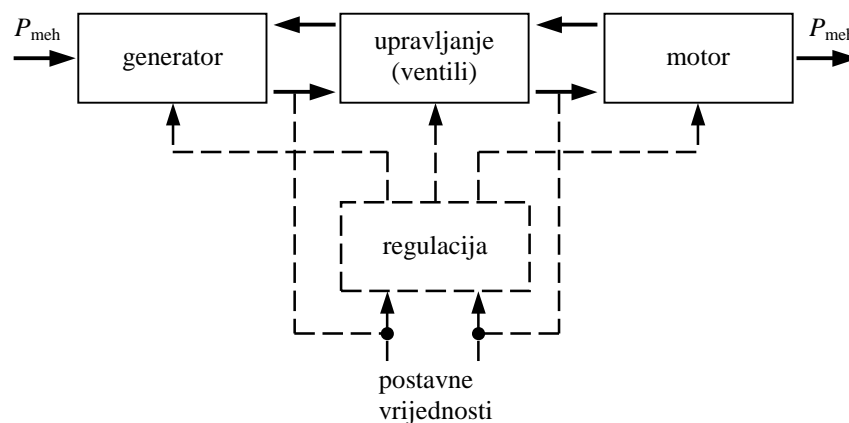 P_meh
generator
upravljanje
(ventili)
motor
P_meh
regulacija
postavne
vrijednosti